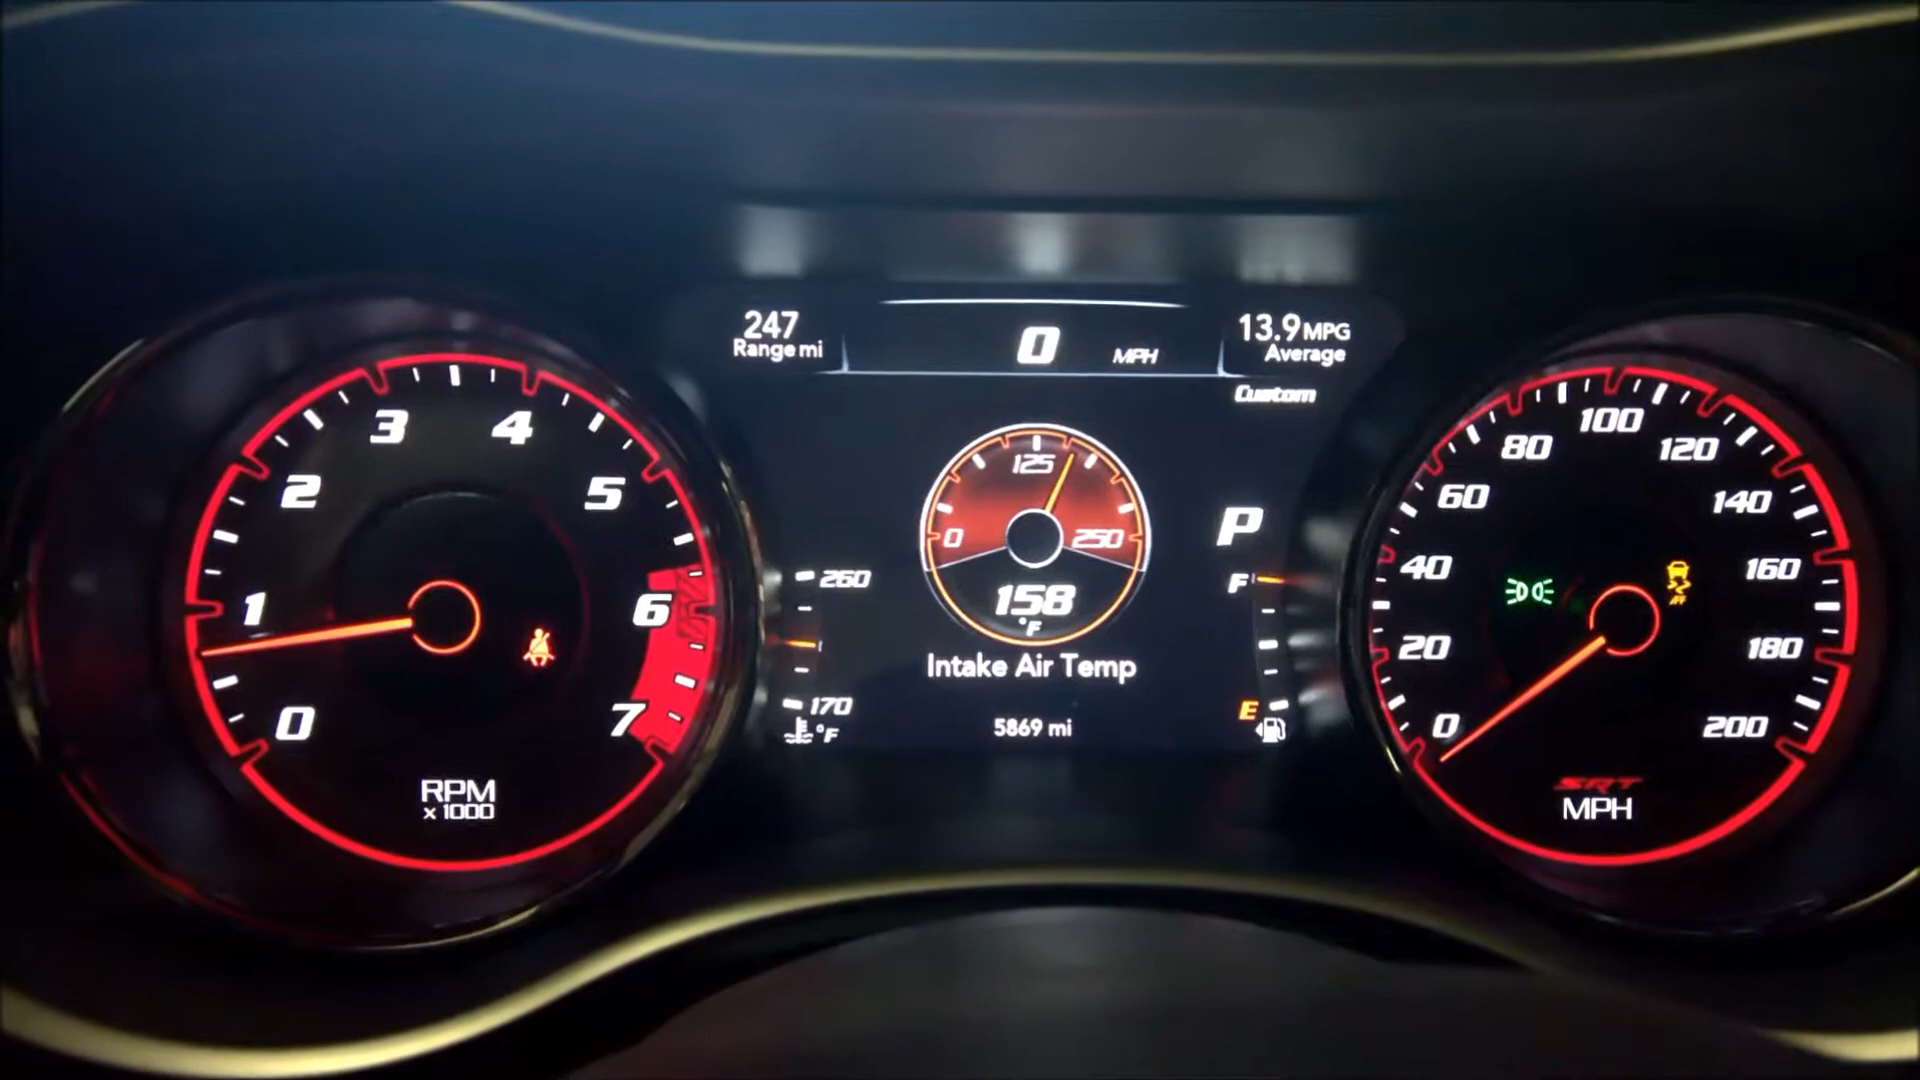 247
Range mi
0 MPH
13.9 MPG
Average
Custom
0 1 2 3 4 5 6 7
RPM
x 1000
0 125 250
158
°F
Intake Air Temp
5869 mi
260
170
°F
P
F
E
0 20 40 60 80 100 120 140 160 180 200
SRT
MPH